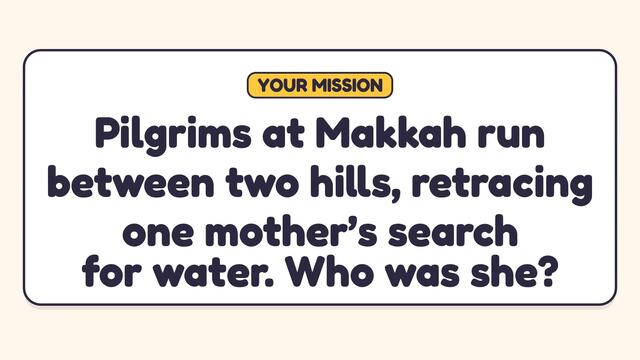 YOUR MISSION
Pilgrims at Makkah run
between two hills, retracing
one mother’s search
for water. Who was she?